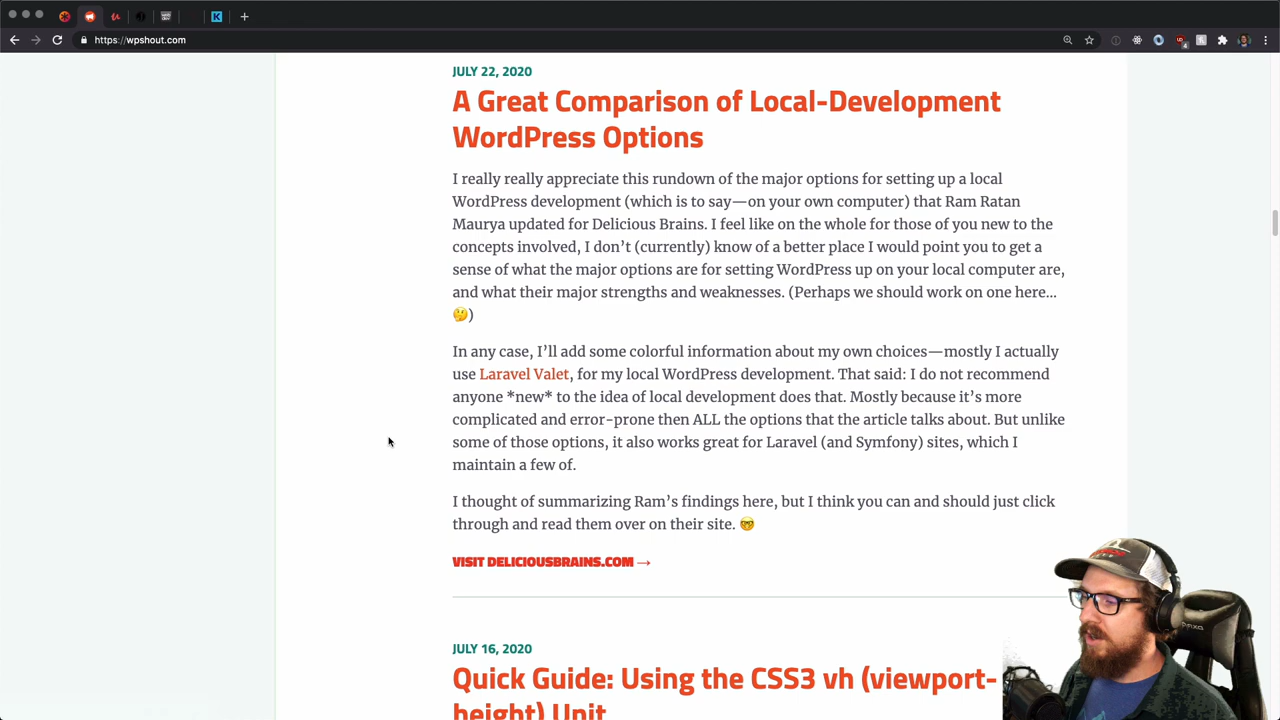 https://wpshout.com
JULY 22, 2020
A Great Comparison of Local-Development
WordPress Options
I really really appreciate this rundown of the major options for setting up a local
WordPress development (which is to say—on your own computer) that Ram Ratan
Maurya updated for Delicious Brains. I feel like on the whole for those of you new to the
concepts involved, I don’t (currently) know of a better place I would point you to get a
sense of what the major options are for setting WordPress up on your local computer are,
and what their major strengths and weaknesses. (Perhaps we should work on one here…
🤔)
In any case, I’ll add some colorful information about my own choices—mostly I actually
use Laravel Valet, for my local WordPress development. That said: I do not recommend
anyone *new* to the idea of local development does that. Mostly because it’s more
complicated and error-prone then ALL the options that the article talks about. But unlike
some of those options, it also works great for Laravel (and Symfony) sites, which I
maintain a few of.
I thought of summarizing Ram’s findings here, but I think you can and should just click
through and read them over on their site. 🤓
VISIT DELICIOUSBRAINS.COM →
JULY 16, 2020
Quick Guide: Using the CSS3 vh (viewport-
height) Unit